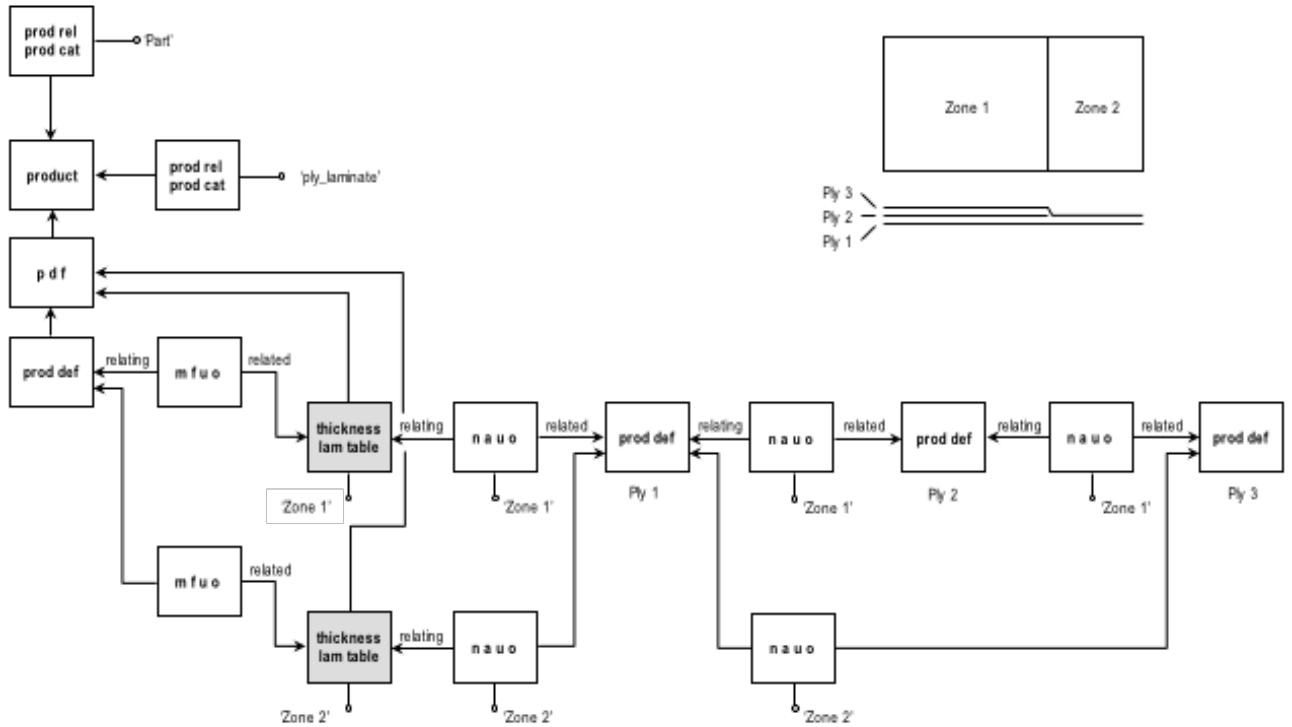 prod rel
prod cat
'Part'
Zone 1
Zone 2
product
prod rel
prod cat
'ply_laminate'
Ply 3
Ply 2
Ply 1
p d f
prod def
relating
m f u o
related
thickness
lam table
relating
n a u o
related
prod def
relating
n a u o
related
prod def
relating
n a u o
related
prod def
'Zone 1'
'Zone 1'
Ply 1
'Zone 1'
Ply 2
'Zone 1'
Ply 3
m f u o
related
thickness
lam table
relating
n a u o
n a u o
'Zone 2'
'Zone 2'
'Zone 2'